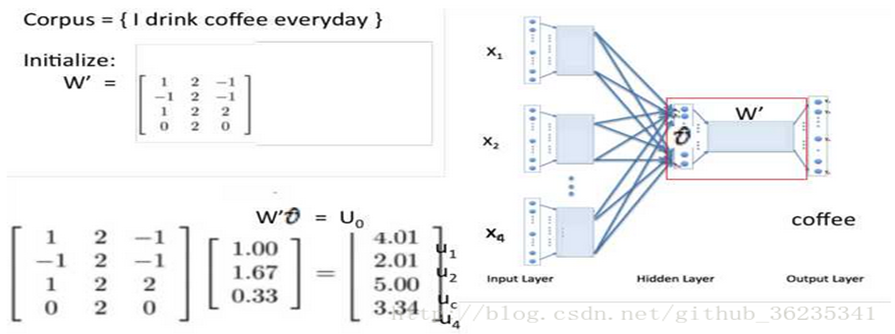 Corpus = { I drink coffee everyday }
Initialize:
W' =
1 2 −1
−1 2 −1
1 2 2
0 2 0
W'v̂ = U₀
1 2 −1
−1 2 −1
1 2 2
0 2 0
1.00
1.67
0.33
=
4.01
2.01
5.00
3.34
u₁
u₂
u_c
u₄
x₁
x₂
x₄
v̂
W'
coffee
Input Layer
Hidden Layer
Output Layer
http://blog.csdn.net/github_36235341